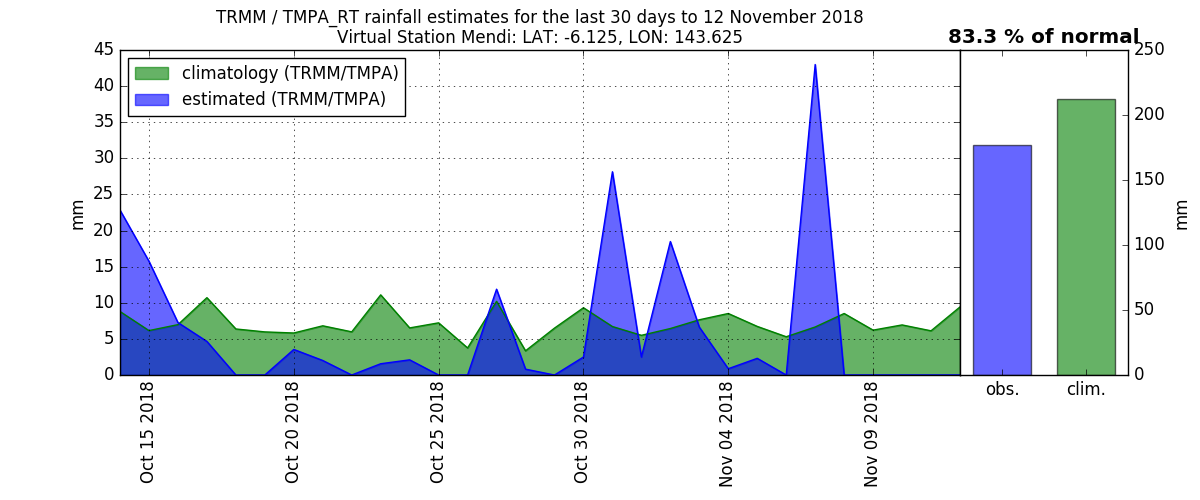 TRMM / TMPA_RT rainfall estimates for the last 30 days to 12 November 2018
Virtual Station Mendi: LAT: -6.125, LON: 143.625
83.3 % of normal
climatology (TRMM/TMPA)
estimated (TRMM/TMPA)
45
40
35
30
25
20
15
10
5
0
mm
Oct 15 2018
Oct 20 2018
Oct 25 2018
Oct 30 2018
Nov 04 2018
Nov 09 2018
obs.
clim.
250
200
150
100
50
0
mm